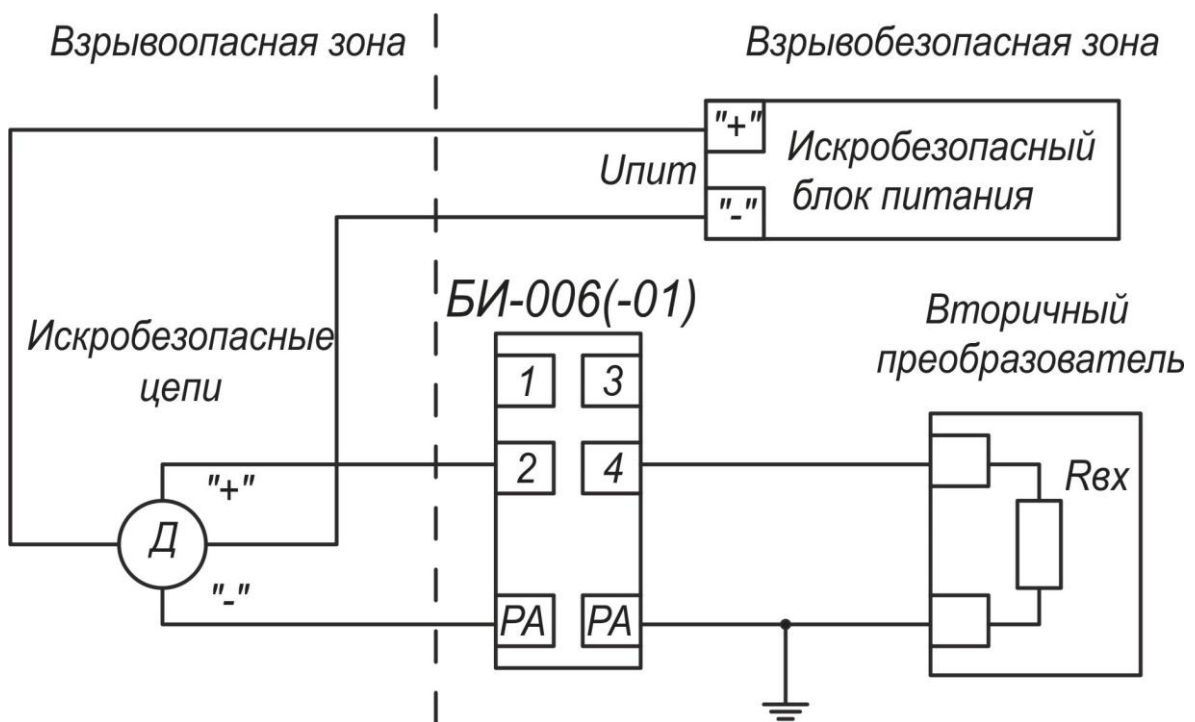 Взрывоопасная зона
Взрывобезопасная зона
"+"
Искробезопасный
блок питания
Uпит
"-"
БИ-006(-01)
Искробезопасные
цепи
Вторичный
преобразователь
1
3
2
4
"+"
Rвх
Д
"-"
PA
PA